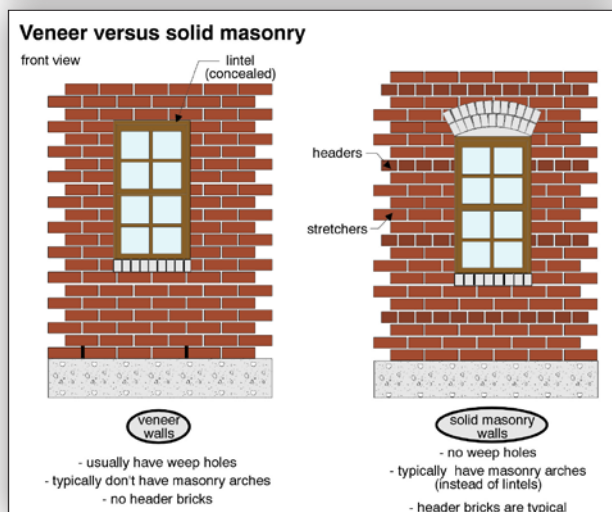 Veneer versus solid masonry
front view
lintel
(concealed)
headers
stretchers
veneer
walls
- usually have weep holes
- typically don't have masonry arches
- no header bricks
solid masonry
walls
- no weep holes
- typically have masonry arches
(instead of lintels)
- header bricks are typical